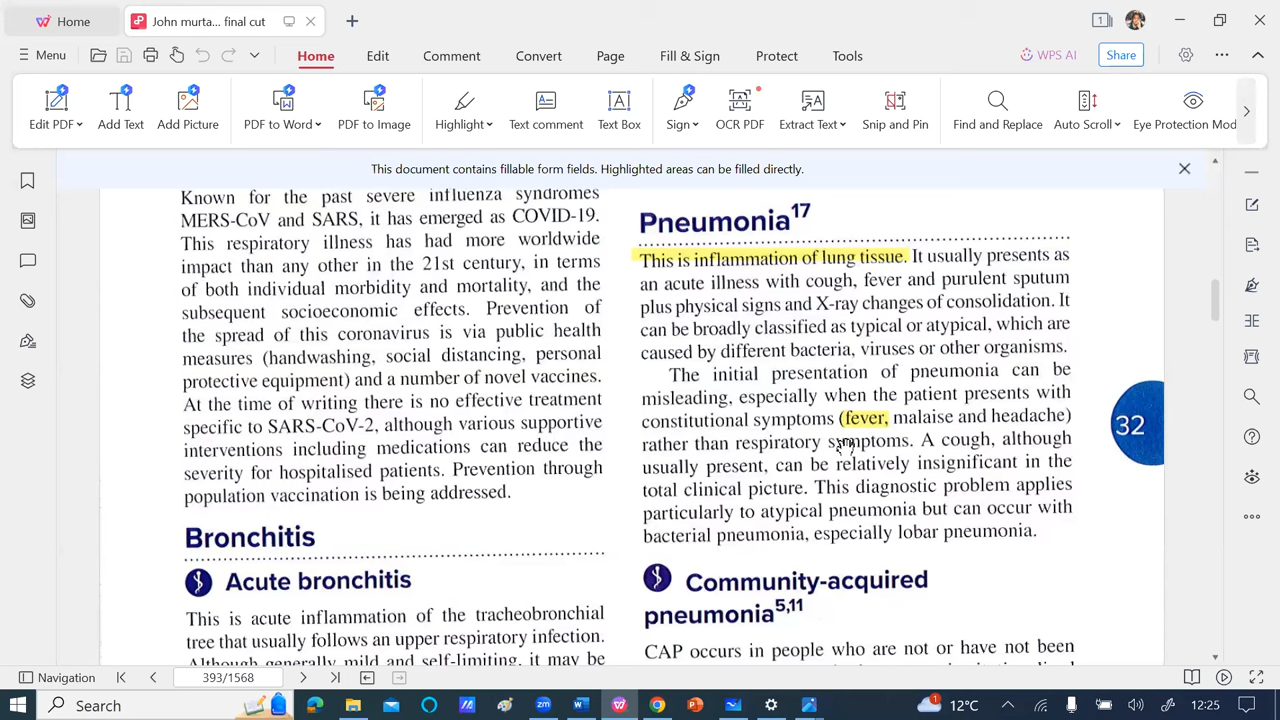 Home
John murta... final cut
1
Menu
Home
Edit
Comment
Convert
Page
Fill & Sign
Protect
Tools
WPS AI
Share
Edit PDF
Add Text
Add Picture
PDF to Word
PDF to Image
Highlight
Text comment
Text Box
Sign
OCR PDF
Extract Text
Snip and Pin
Find and Replace
Auto Scroll
Eye Protection Mod
This document contains fillable form fields. Highlighted areas can be filled directly.
Known for the past severe influenza syndromes
MERS-CoV and SARS, it has emerged as COVID-19.
This respiratory illness has had more worldwide
impact than any other in the 21st century, in terms
of both individual morbidity and mortality, and the
subsequent socioeconomic effects. Prevention of
the spread of this coronavirus is via public health
measures (handwashing, social distancing, personal
protective equipment) and a number of novel vaccines.
At the time of writing there is no effective treatment
specific to SARS-CoV-2, although various supportive
interventions including medications can reduce the
severity for hospitalised patients. Prevention through
population vaccination is being addressed.
Bronchitis
Acute bronchitis
This is acute inflammation of the tracheobronchial
tree that usually follows an upper respiratory infection.
Although generally mild and self-limiting, it may be
Pneumonia17
This is inflammation of lung tissue. It usually presents as
an acute illness with cough, fever and purulent sputum
plus physical signs and X-ray changes of consolidation. It
can be broadly classified as typical or atypical, which are
caused by different bacteria, viruses or other organisms.
The initial presentation of pneumonia can be
misleading, especially when the patient presents with
constitutional symptoms (fever, malaise and headache)
rather than respiratory symptoms. A cough, although
usually present, can be relatively insignificant in the
total clinical picture. This diagnostic problem applies
particularly to atypical pneumonia but can occur with
bacterial pneumonia, especially lobar pneumonia.
Community-acquired
pneumonia5,11
CAP occurs in people who are not or have not been
32
Navigation
393/1568
Search
12°C
12:25